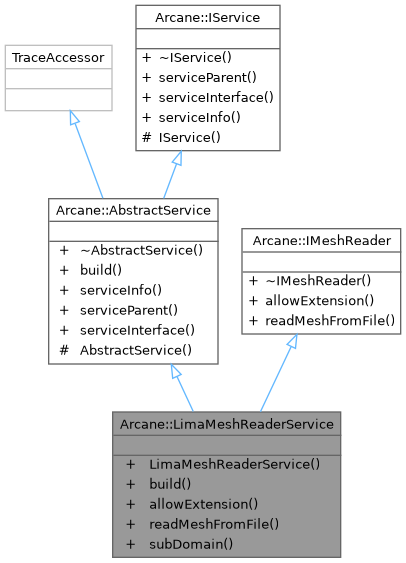 Arcane::IService
+ ~IService()
+ serviceParent()
+ serviceInterface()
+ serviceInfo()
# IService()
TraceAccessor
Arcane::AbstractService
+ ~AbstractService()
+ build()
+ serviceInfo()
+ serviceParent()
+ serviceInterface()
# AbstractService()
Arcane::IMeshReader
+ ~IMeshReader()
+ allowExtension()
+ readMeshFromFile()
Arcane::LimaMeshReaderService
+ LimaMeshReaderService()
+ build()
+ allowExtension()
+ readMeshFromFile()
+ subDomain()